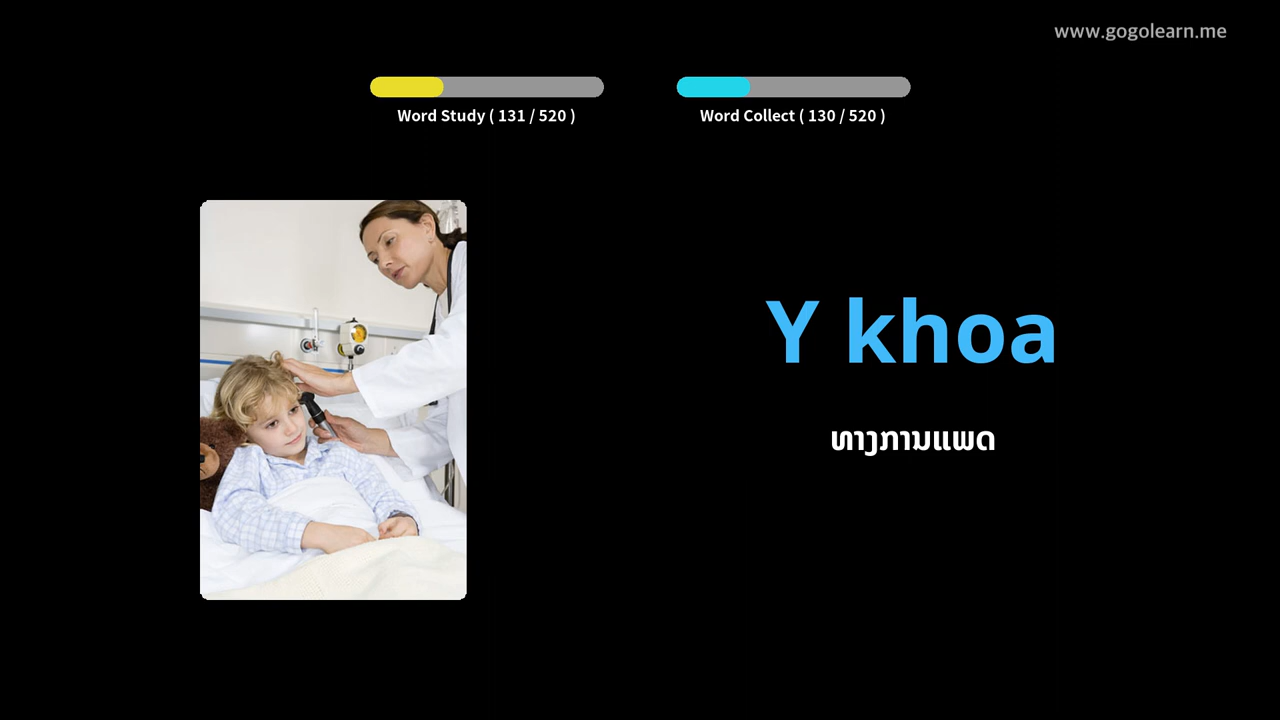 www.gogolearn.me
Word Study ( 131 / 520 )
Word Collect ( 130 / 520 )
Y khoa
ທາງການແພດ